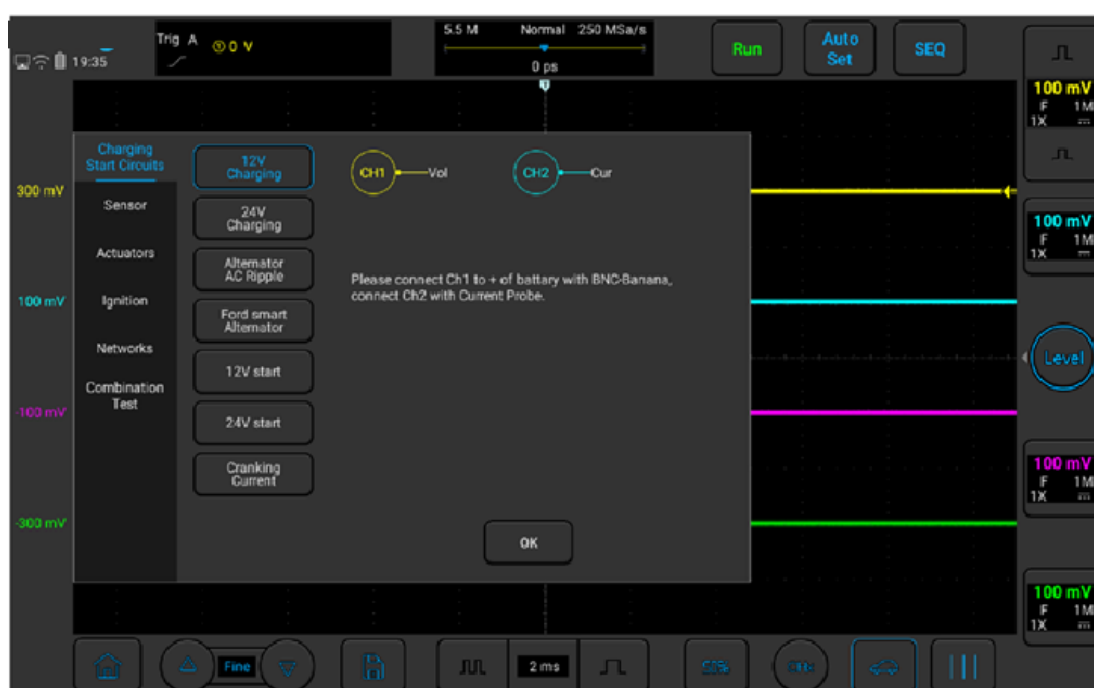 19:35
Trig A
① 0 V
5.5 M Normal 250 MSa/s
0 ps
Run
Auto
Set
SEQ
Charging
Start Circuits
Sensor
Actuators
Ignition
Networks
Combination
Test
12V
Charging
24V
Charging
Alternator
AC Ripple
Ford smart
Alternator
12V start
24V start
Cranking
Current
CH1
Vol
CH2
Cur
Please connect Ch1 to + of battary with BNC-Banana,
connect Ch2 with Current Probe.
OK
300 mV
100 mV
-100 mV
-300 mV
100 mV
1X
100 mV
1X
Level
100 mV
1X
100 mV
1X
Fine
2 ms
50%